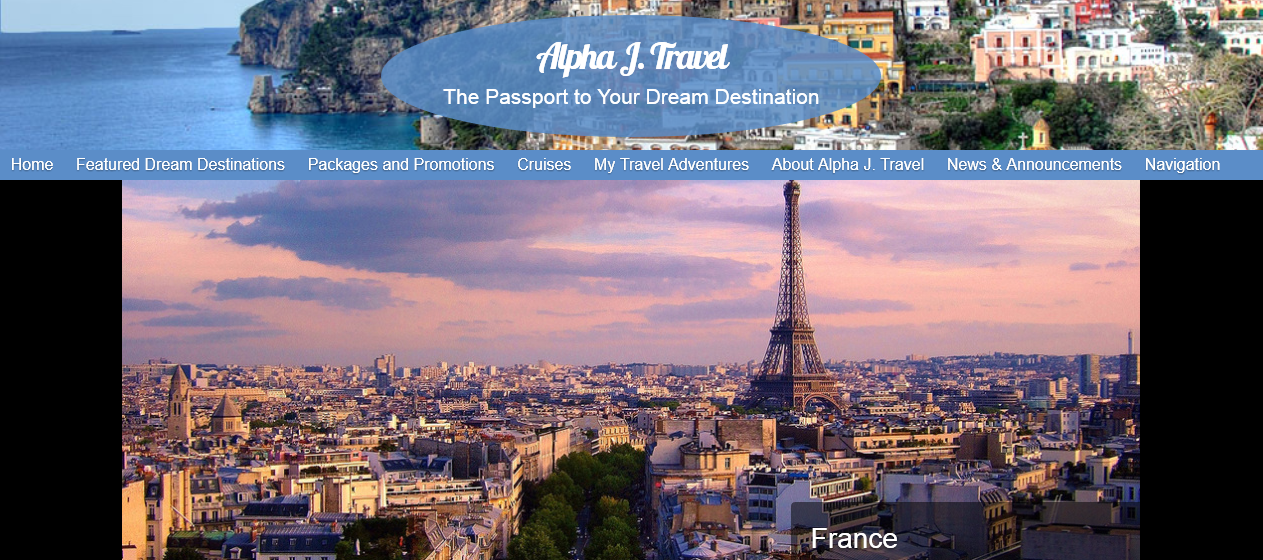 Alpha J. Travel
The Passport to Your Dream Destination
Home Featured Dream Destinations Packages and Promotions Cruises My Travel Adventures About Alpha J. Travel News & Announcements Navigation
France